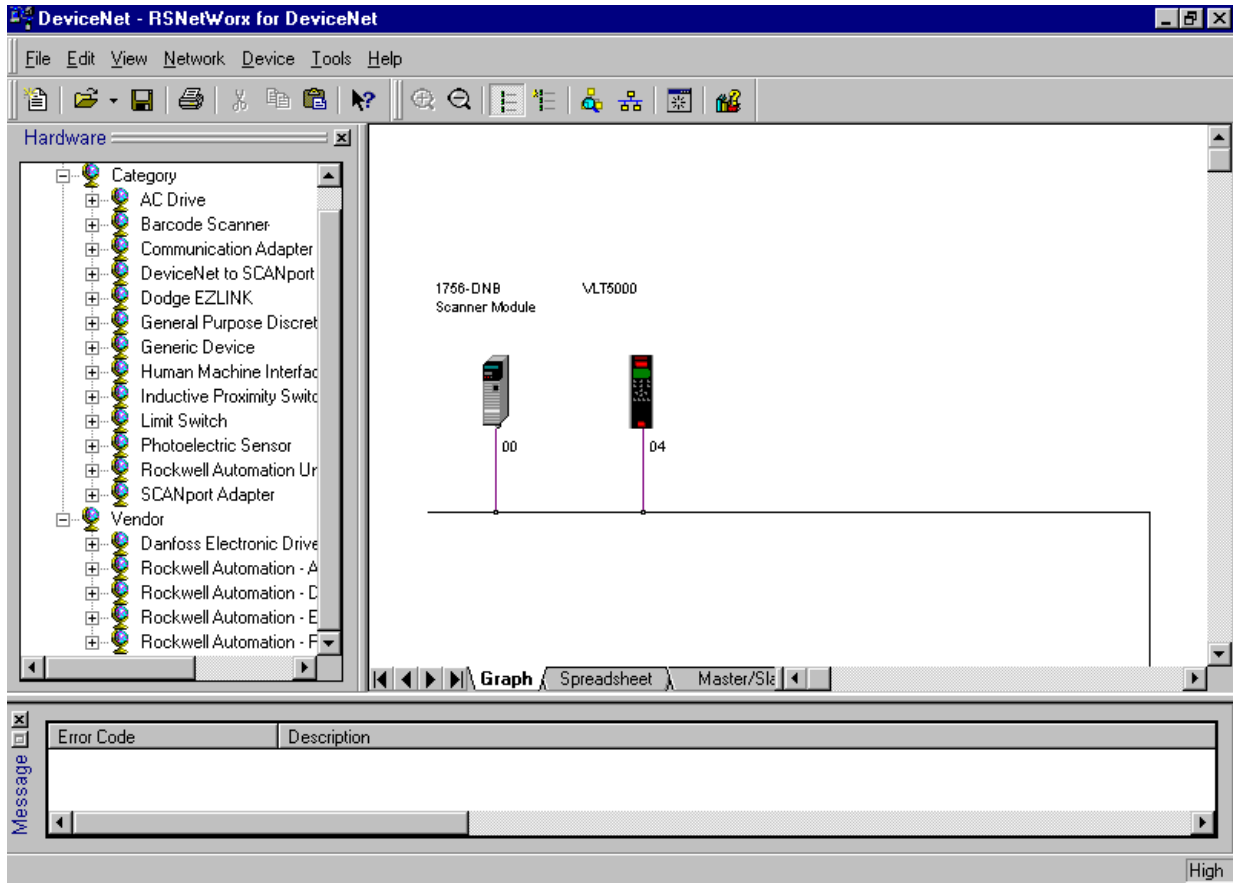 DeviceNet - RSNetWorx for DeviceNet
File Edit View Network Device Tools Help
Hardware
Category
AC Drive
Barcode Scanner
Communication Adapter
DeviceNet to SCANport
Dodge EZLINK
General Purpose Discret
Generic Device
Human Machine Interfac
Inductive Proximity Switc
Limit Switch
Photoelectric Sensor
Rockwell Automation Un
SCANport Adapter
Vendor
Danfoss Electronic Drive
Rockwell Automation - A
Rockwell Automation - D
Rockwell Automation - E
Rockwell Automation - F
1756-DNB VLT5000
Scanner Module
00 04
Graph Spreadsheet Master/Sla
Message
Error Code Description
High